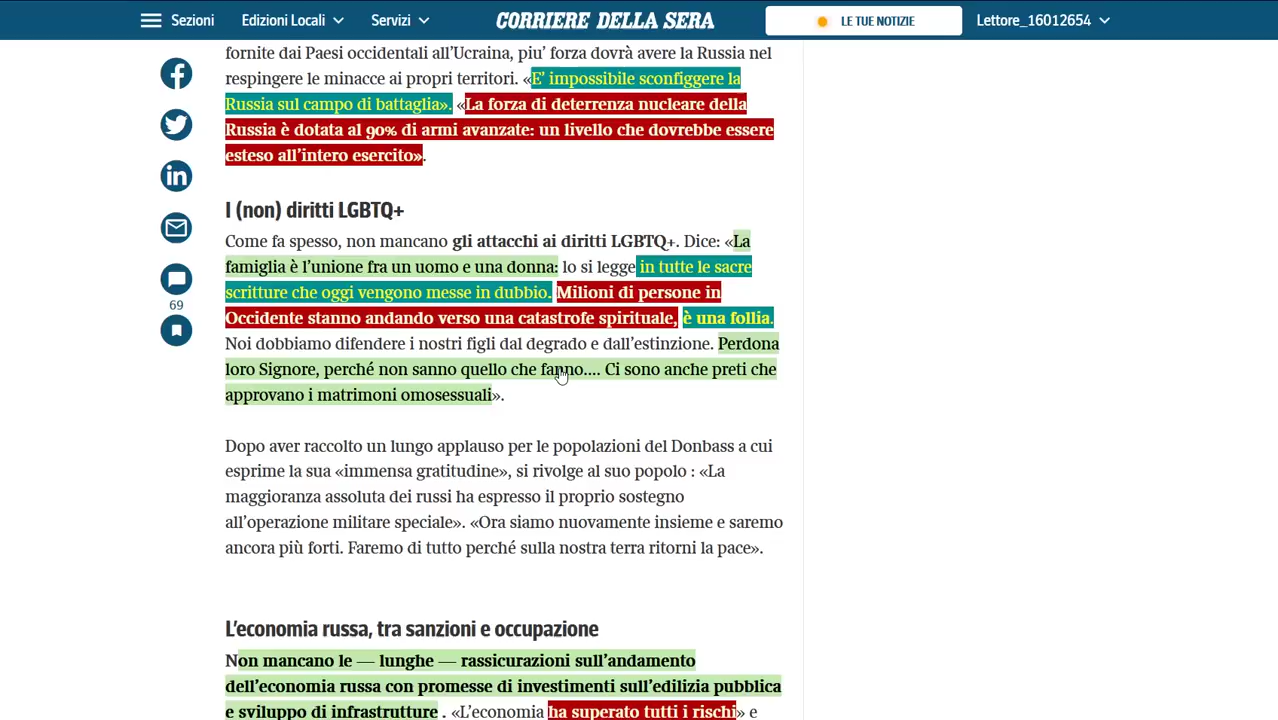 Sezioni Edizioni Locali Servizi CORRIERE DELLA SERA LE TUE NOTIZIE Lettore_16012654
fornite dai Paesi occidentali all'Ucraina, piu' forza dovrà avere la Russia nel
respingere le minacce ai propri territori. «E' impossibile sconfiggere la
Russia sul campo di battaglia». «La forza di deterrenza nucleare della
Russia è dotata al 90% di armi avanzate: un livello che dovrebbe essere
esteso all'intero esercito».
I (non) diritti LGBTQ+
Come fa spesso, non mancano gli attacchi ai diritti LGBTQ+. Dice: «La
famiglia è l'unione fra un uomo e una donna: lo si legge in tutte le sacre
scritture che oggi vengono messe in dubbio. Milioni di persone in
Occidente stanno andando verso una catastrofe spirituale, è una follia.
Noi dobbiamo difendere i nostri figli dal degrado e dall'estinzione. Perdona
loro Signore, perché non sanno quello che fanno.... Ci sono anche preti che
approvano i matrimoni omosessuali».
Dopo aver raccolto un lungo applauso per le popolazioni del Donbass a cui
esprime la sua «immensa gratitudine», si rivolge al suo popolo : «La
maggioranza assoluta dei russi ha espresso il proprio sostegno
all'operazione militare speciale». «Ora siamo nuovamente insieme e saremo
ancora più forti. Faremo di tutto perché sulla nostra terra ritorni la pace».
L'economia russa, tra sanzioni e occupazione
Non mancano le — lunghe — rassicurazioni sull'andamento
dell'economia russa con promesse di investimenti sull'edilizia pubblica
e sviluppo di infrastrutture . «L'economia ha superato tutti i rischi» e
69